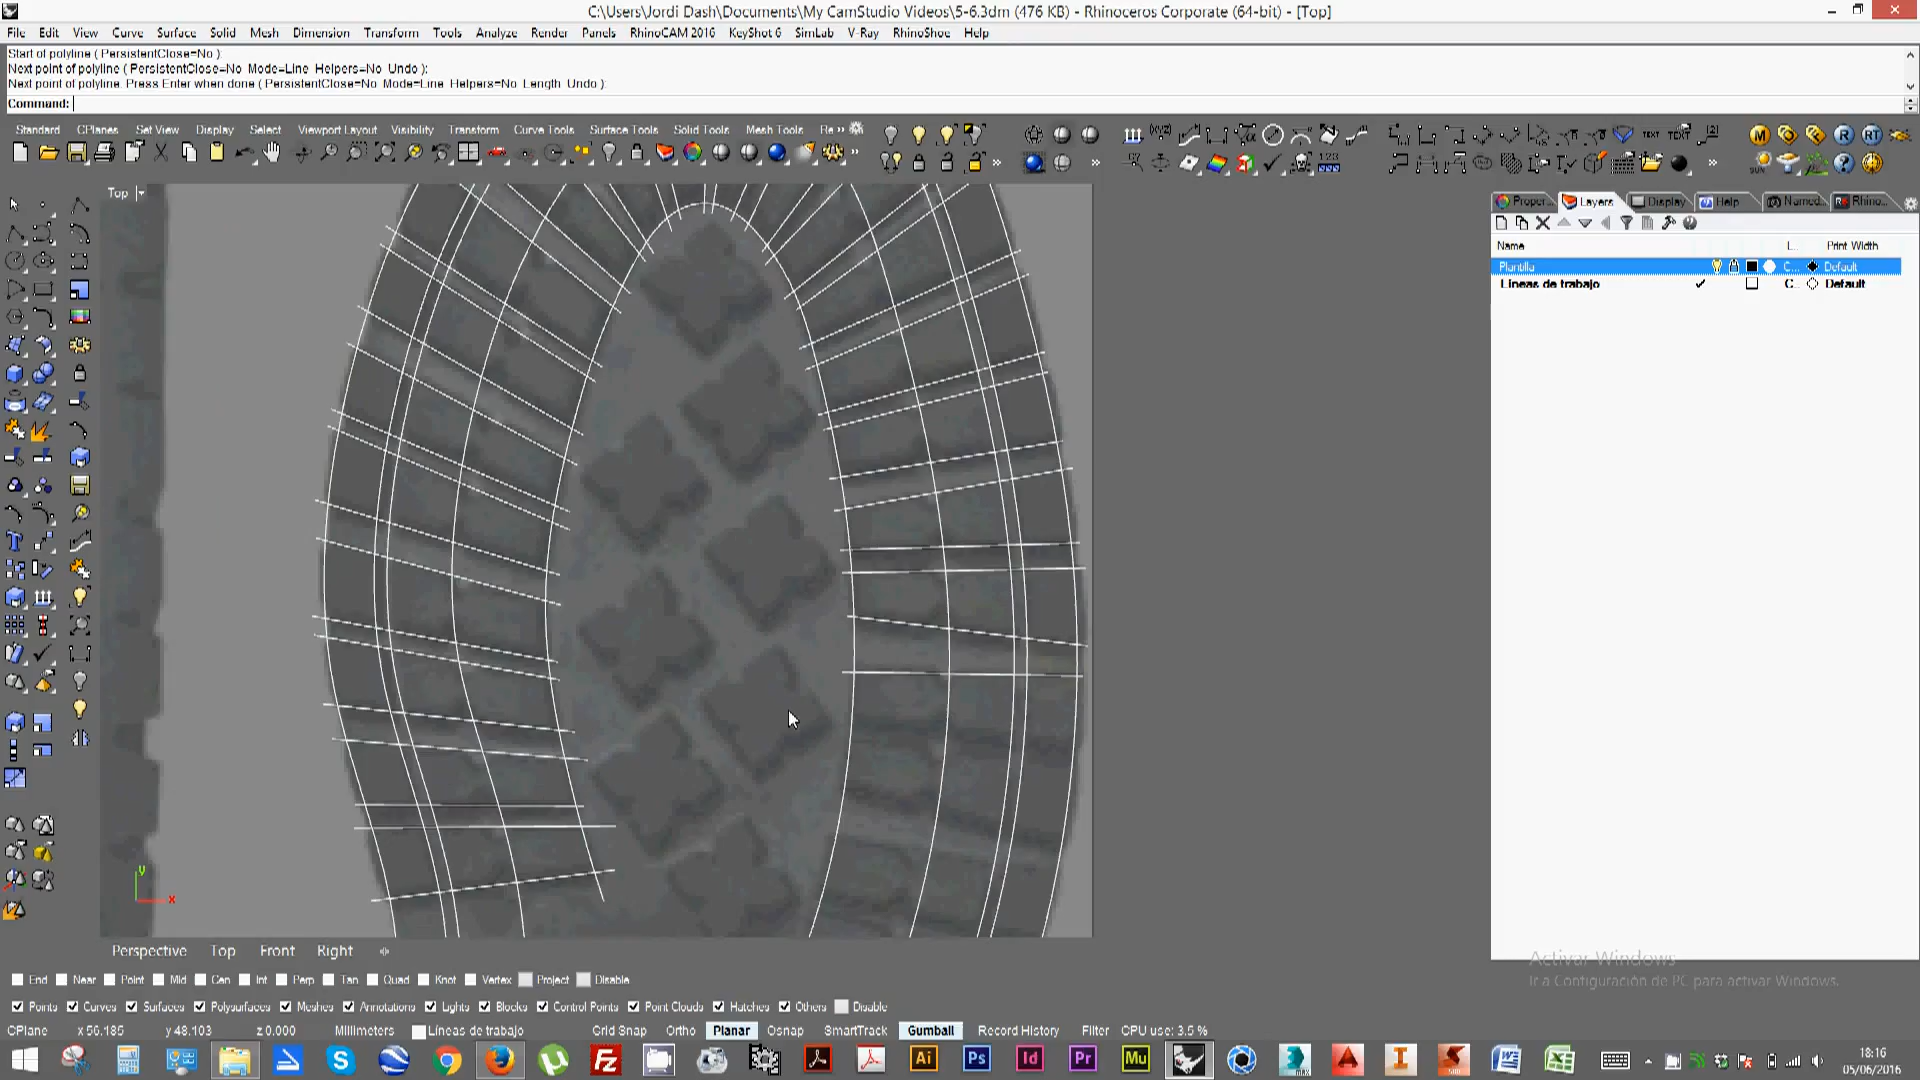 C:\Users\Jordi Dash\Documents\My CamStudio Videos\5-6.3dm (476 KB) - Rhinoceros Corporate (64-bit) - [Top]
File Edit View Curve Surface Solid Mesh Dimension Transform Tools Analyze Render Panels RhinoCAM 2016 KeyShot 6 SimLab V-Ray RhinoShoe Help
Start of polyline ( PersistentClose=No ):
Next point of polyline ( PersistentClose=No Mode=Line Helpers=No Undo ):
Next point of polyline. Press Enter when done ( PersistentClose=No Mode=Line Helpers=No Length Undo ):
Command:
Standard CPlanes Set View Display Select Viewport Layout Visibility Transform Curve Tools Surface Tools Solid Tools Mesh Tools Re
Top
Proper... Layers Display Help Named... Rhino...
Name L... Print Width
Plantilla C... Default
Líneas de trabajo C... Default
y
x
Perspective Top Front Right
End Near Point Mid Cen Int Perp Tan Quad Knot Vertex Project Disable
Points Curves Surfaces Polysurfaces Meshes Annotations Lights Blocks Control Points Point Clouds Hatches Others Disable
Activar Windows
Ir a Configuración de PC para activar Windows.
CPlane x 56.185 y 48.103 z 0.000 Millimeters Líneas de trabajo Grid Snap Ortho Planar Osnap SmartTrack Gumball Record History Filter CPU use: 3.5 %
18:16
05/06/2016